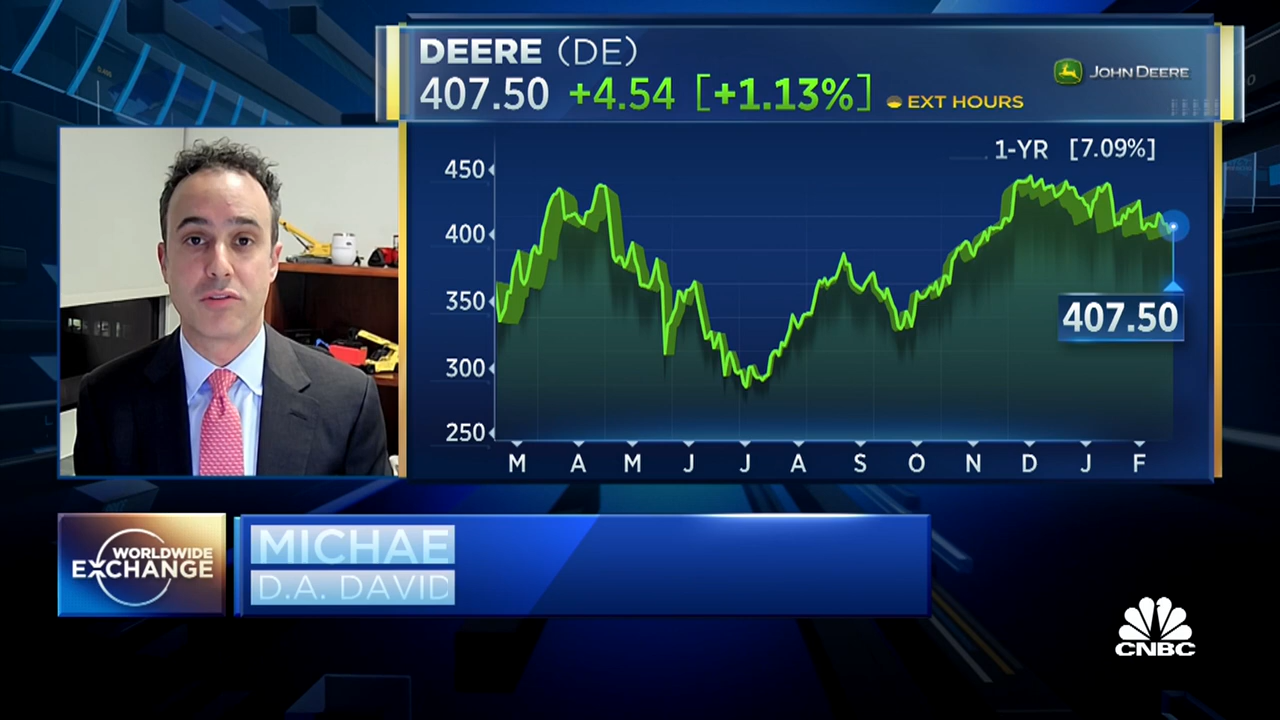 DEERE (DE)
407.50 +4.54 [+1.13%] EXT HOURS
JOHN DEERE
1-YR [7.09%]
450
400
350
300
250
407.50
M A M J J A S O N D J F
WORLDWIDE
EXCHANGE
MICHAE
D.A. DAVID
CNBC